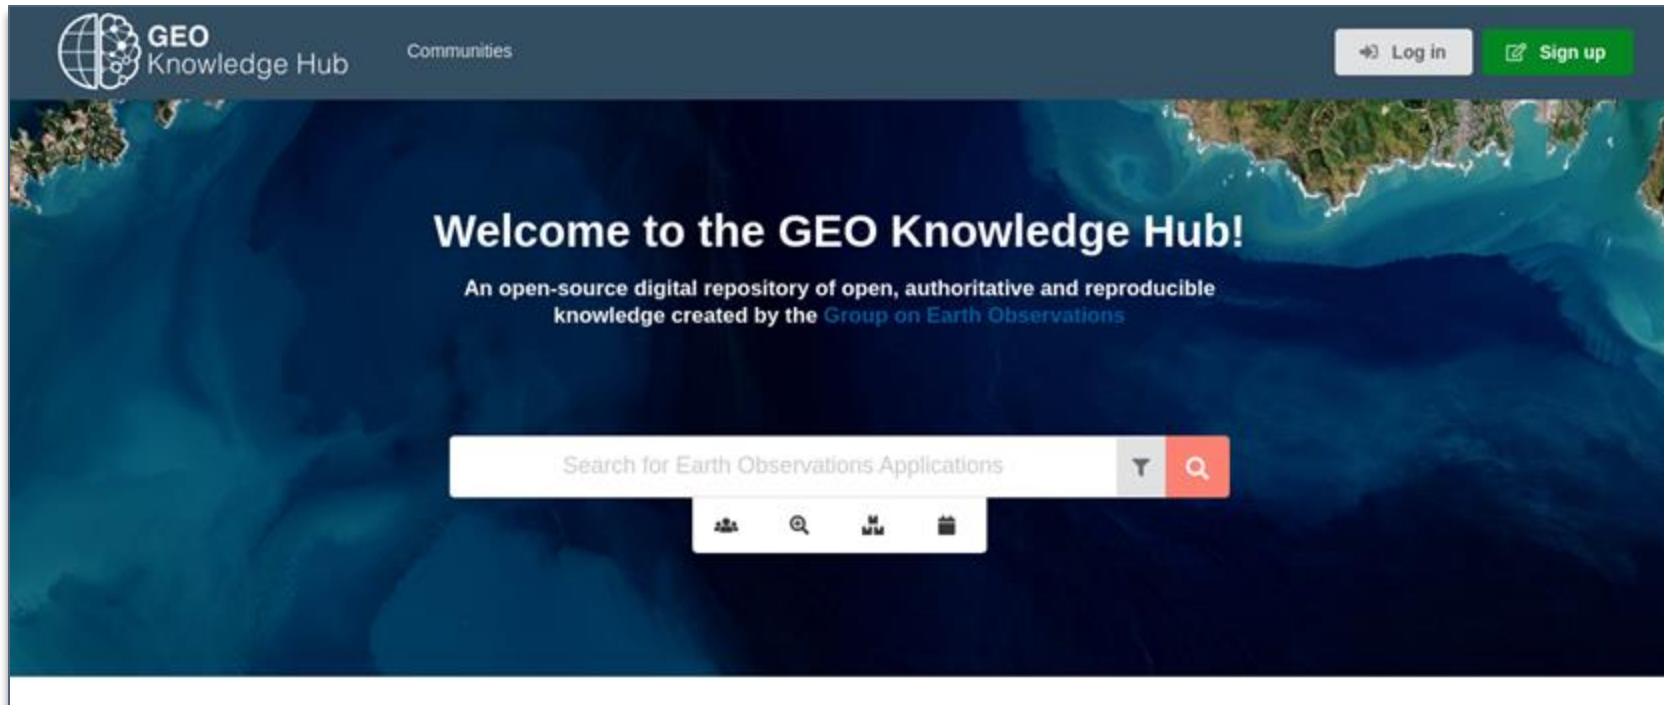 GEO
Knowledge Hub
Communities
Log in
Sign up
Welcome to the GEO Knowledge Hub!
An open-source digital repository of open, authoritative and reproducible
knowledge created by the Group on Earth Observations
Search for Earth Observations Applications